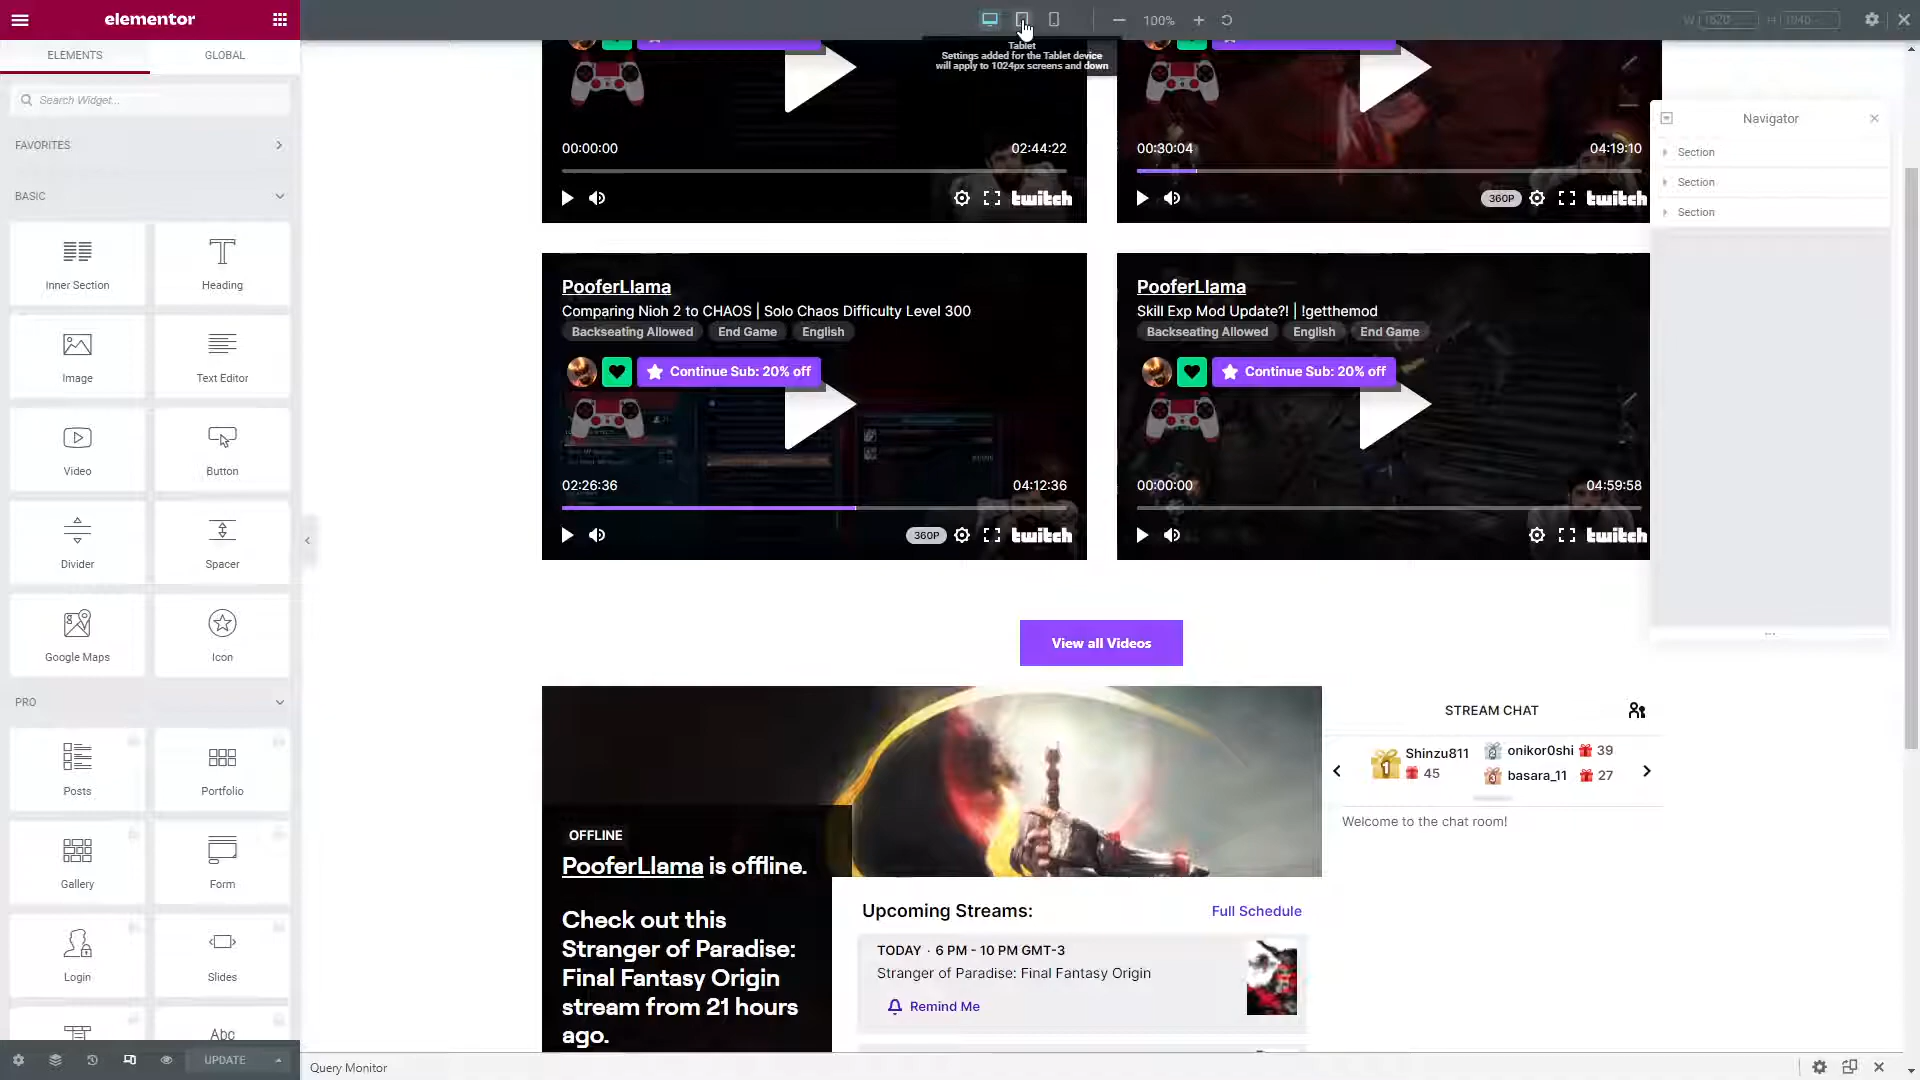 elementor
100%
W
H
ELEMENTS
GLOBAL
Tablet
Settings added for the Tablet device
will apply to 1024px screens and down
Search Widget...
FAVORITES
BASIC
Inner Section
Heading
Image
Text Editor
Video
Button
Divider
Spacer
Google Maps
Icon
PRO
Posts
Portfolio
Gallery
Form
Login
Slides
Abc
UPDATE
00:00:00
02:44:22
twitch
00:30:04
04:19:10
360P
twitch
PooferLlama
Comparing Nioh 2 to CHAOS | Solo Chaos Difficulty Level 300
Backseating Allowed
End Game
English
Continue Sub: 20% off
02:26:36
04:12:36
360P
twitch
PooferLlama
Skill Exp Mod Update?! | !getthemod
Backseating Allowed
English
End Game
Continue Sub: 20% off
00:00:00
04:59:58
twitch
View all Videos
OFFLINE
PooferLlama is offline.
Check out this
Stranger of Paradise:
Final Fantasy Origin
stream from 21 hours
ago.
Upcoming Streams:
Full Schedule
TODAY · 6 PM - 10 PM GMT-3
Stranger of Paradise: Final Fantasy Origin
Remind Me
STREAM CHAT
1
Shinzu811
45
2
onikor0shi
39
3
basara_11
27
Welcome to the chat room!
Navigator
Section
Section
Section
Query Monitor